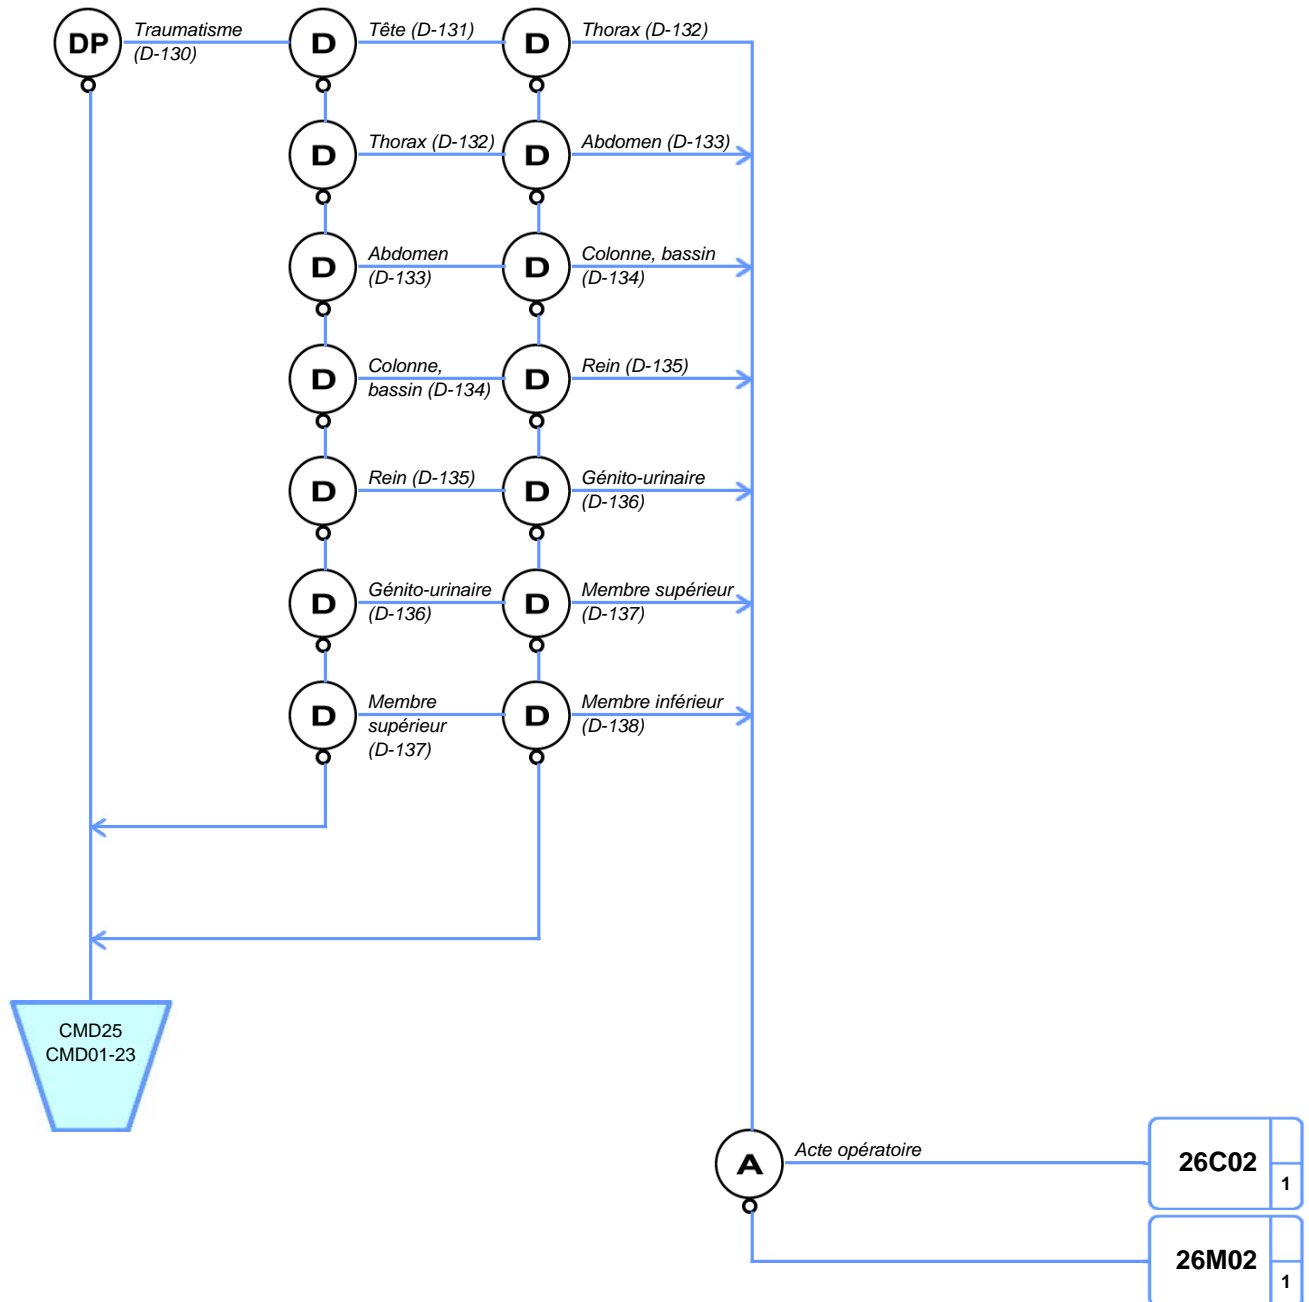 DP
Traumatisme
(D-130)
D
Tête (D-131)
D
Thorax (D-132)
D
Thorax (D-132)
D
Abdomen (D-133)
D
Abdomen
(D-133)
D
Colonne, bassin
(D-134)
D
Colonne,
bassin (D-134)
D
Rein (D-135)
D
Rein (D-135)
D
Génito-urinaire
(D-136)
D
Génito-urinaire
(D-136)
D
Membre supérieur
(D-137)
D
Membre
supérieur
(D-137)
D
Membre inférieur
(D-138)
CMD25
CMD01-23
A
Acte opératoire
26C02
1
26M02
1